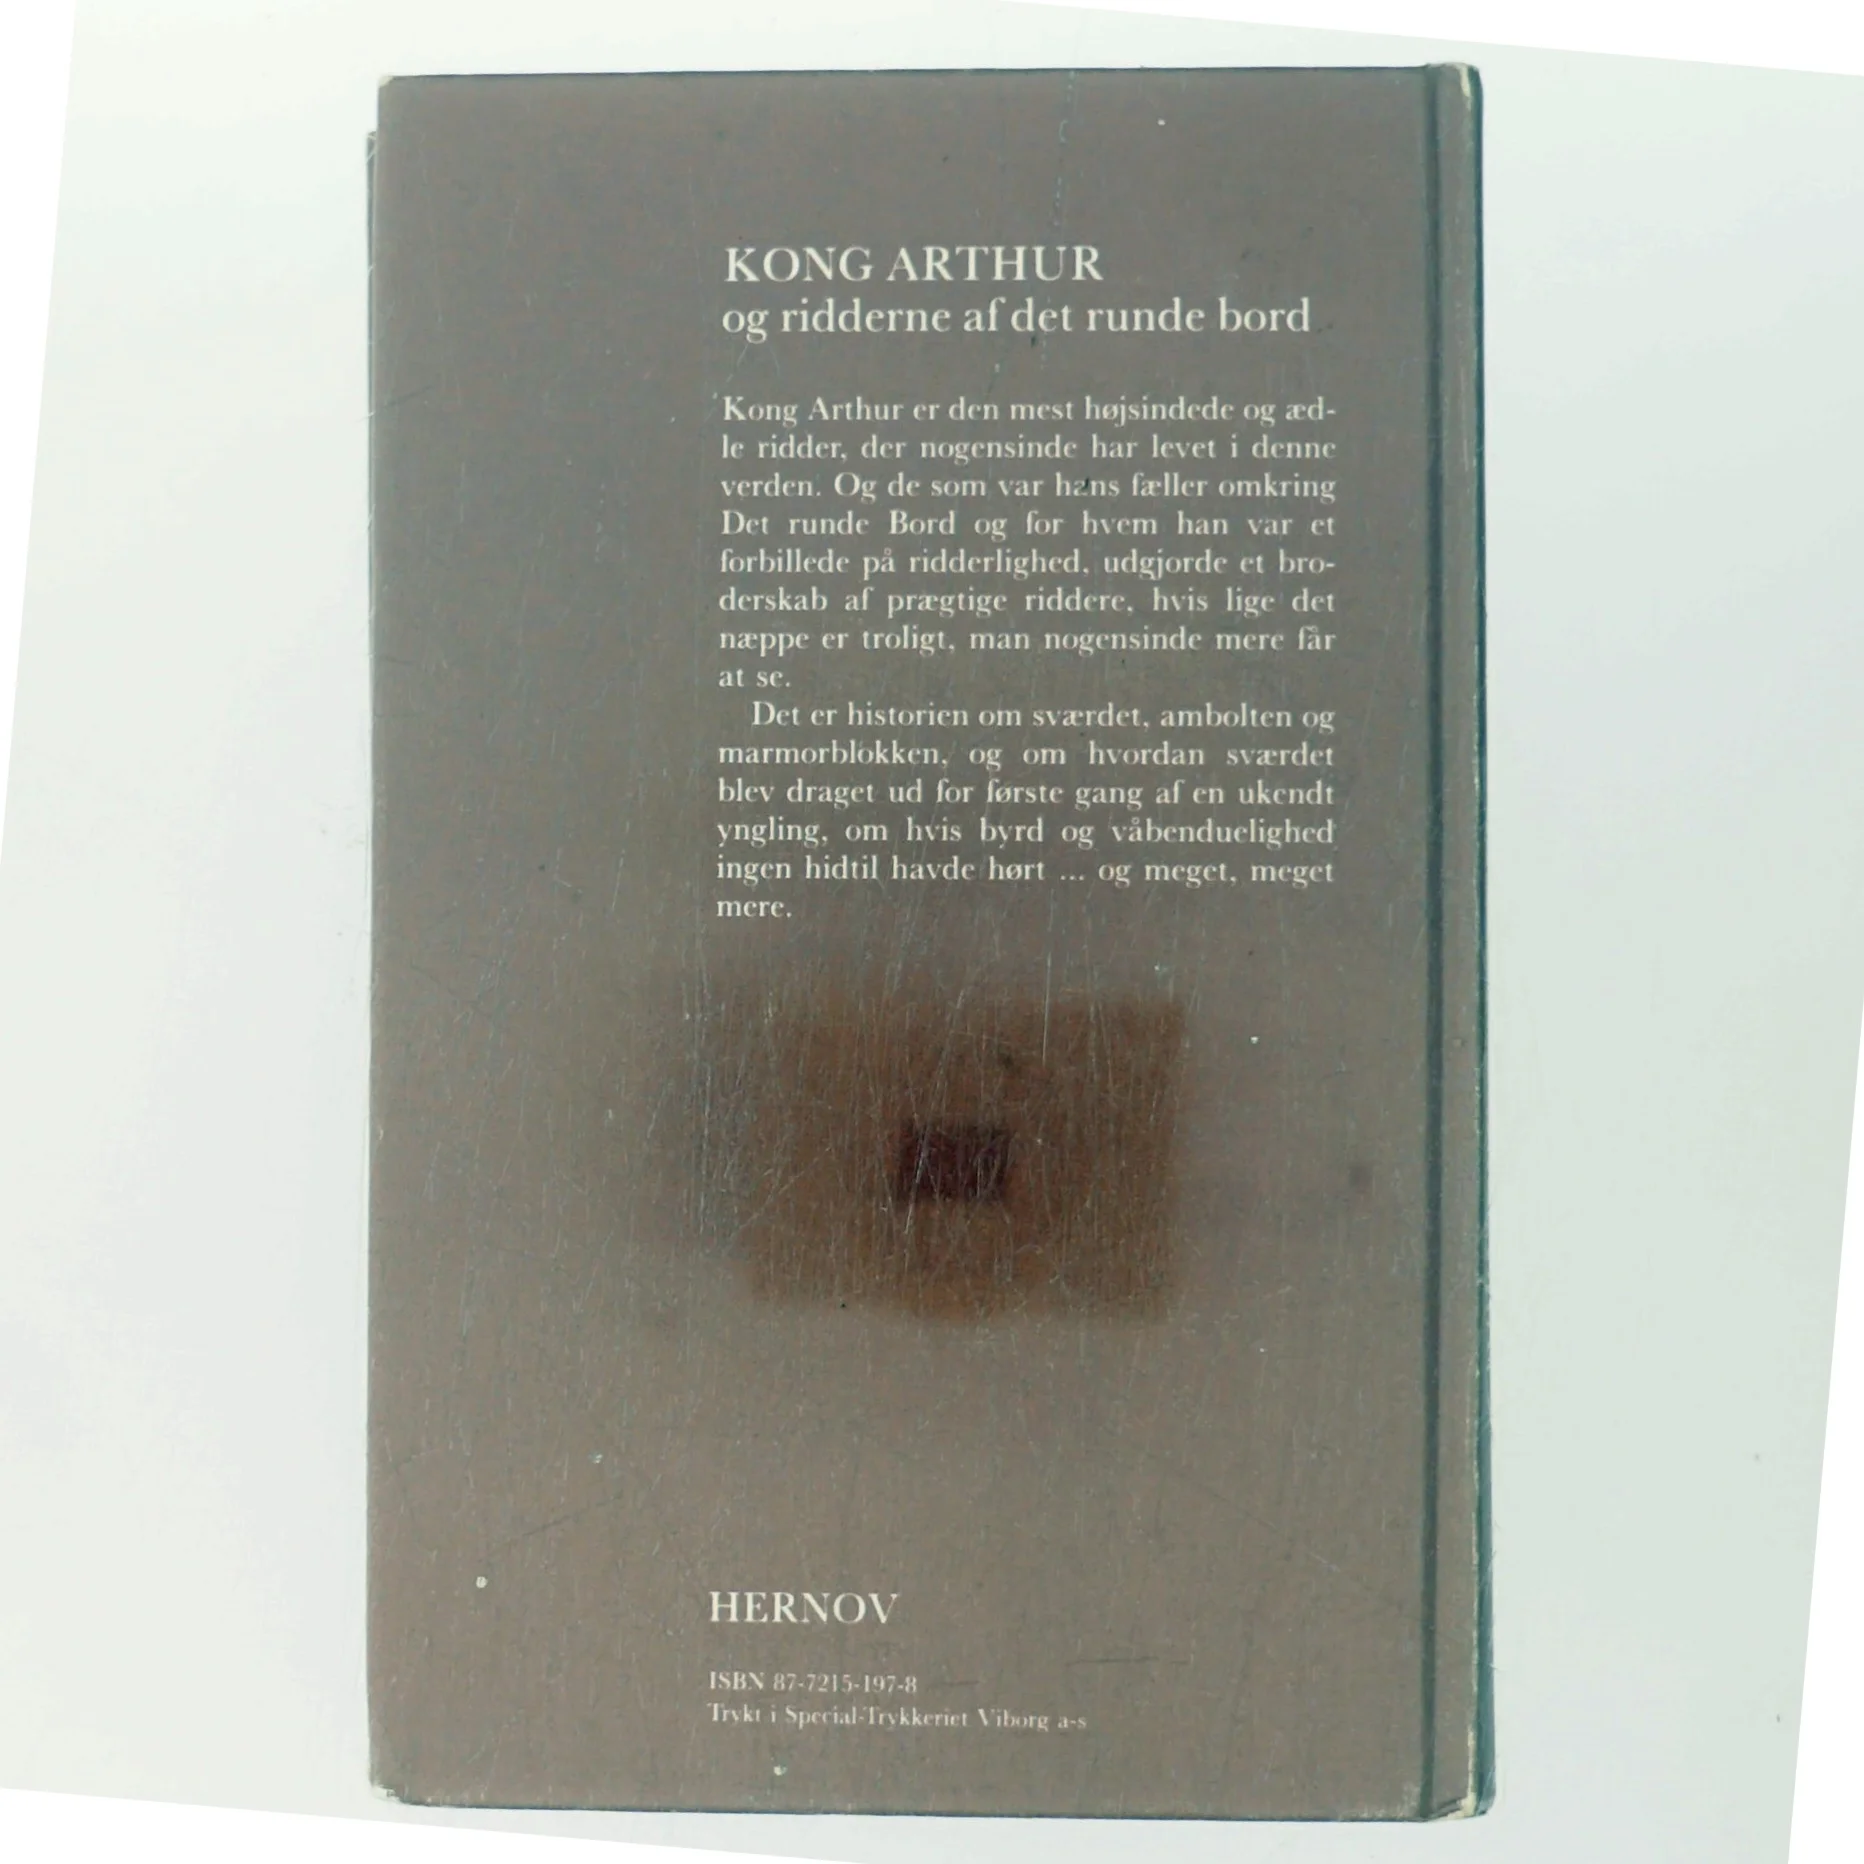 KONG ARTHUR
og ridderne af det runde bord
Kong Arthur er den mest højsindede og æd-
le ridder, der nogensinde har levet i denne
verden. Og de som var hans fæller omkring
Det runde Bord og for hvem han var et
forbillede på ridderlighed, udgjorde et bro-
derskab af prægtige riddere, hvis lige det
næppe er troligt, man nogensinde mere får
at se.
Det er historien om sværdet, ambolten og
marmorblokken, og om hvordan sværdet
blev draget ud for første gang af en ukendt
yngling, om hvis byrd og våbenduelighed
ingen hidtil havde hørt ... og meget, meget
mere.
HERNOV
ISBN 87-7215-197-8
Trykt i Special-Trykkeriet Viborg a-s